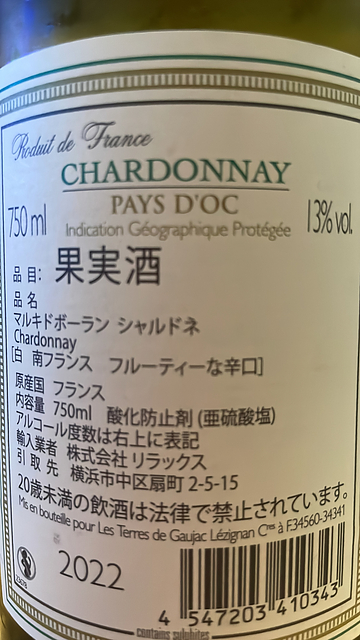 Produit de France
CHARDONNAY
PAYS D'OC
750 ml
Indication Géographique Protégée
13% vol.
品目: 果実酒
品 名
マルキドボーラン シャルドネ
Chardonnay
[白 南フランス フルーティーな辛口]
原産国 フランス
内容量 750ml 酸化防止剤 (亜硫酸塩)
アルコール度数は右上に表記
輸入業者 株式会社 リラックス
引 取 先 横浜市中区扇町 2-5-15
20歳未満の飲酒は法律で禁止されています。
Mis en bouteille pour Les Terres de Gaujac Lézignan Cres à F.34560-34341
2022
4 547203 410343
contains sulphites